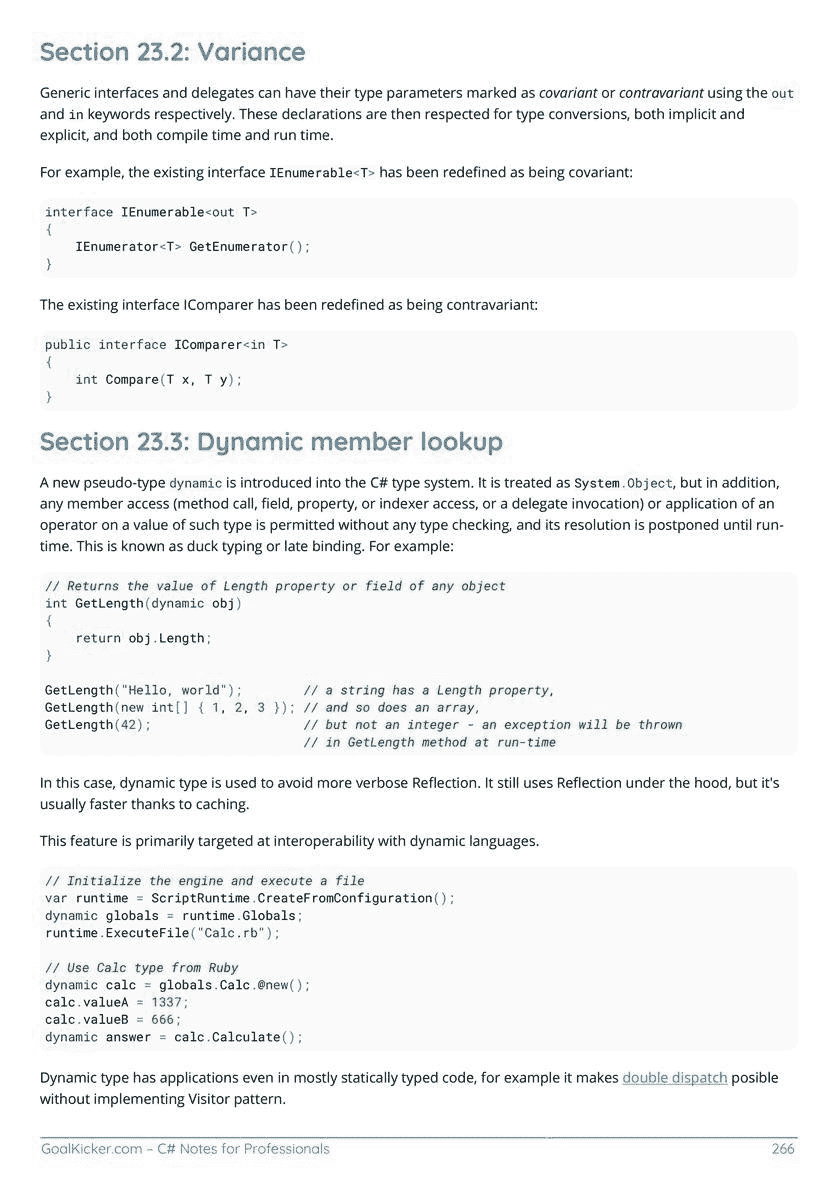 Section 23.2: Variance
Generic interfaces and delegates can have their type parameters marked as covariant or contravariant using the out
and in keywords respectively. These declarations are then respected for type conversions, both implicit and
explicit, and both compile time and run time.
For example, the existing interface IEnumerable<T> has been redefined as being covariant:
interface IEnumerable<out T>
{
    IEnumerator<T> GetEnumerator();
}
The existing interface IComparer has been redefined as being contravariant:
public interface IComparer<in T>
{
    int Compare(T x, T y);
}
Section 23.3: Dynamic member lookup
A new pseudo-type dynamic is introduced into the C# type system. It is treated as System.Object, but in addition,
any member access (method call, field, property, or indexer access, or a delegate invocation) or application of an
operator on a value of such type is permitted without any type checking, and its resolution is postponed until run-
time. This is known as duck typing or late binding. For example:
// Returns the value of Length property or field of any object
int GetLength(dynamic obj)
{
    return obj.Length;
}
GetLength("Hello, world");        // a string has a Length property,
GetLength(new int[] { 1, 2, 3 }); // and so does an array,
GetLength(42);                    // but not an integer - an exception will be thrown
                                  // in GetLength method at run-time
In this case, dynamic type is used to avoid more verbose Reflection. It still uses Reflection under the hood, but it's
usually faster thanks to caching.
This feature is primarily targeted at interoperability with dynamic languages.
// Initialize the engine and execute a file
var runtime = ScriptRuntime.CreateFromConfiguration();
dynamic globals = runtime.Globals;
runtime.ExecuteFile("Calc.rb");
// Use Calc type from Ruby
dynamic calc = globals.Calc.@new();
calc.valueA = 1337;
calc.valueB = 666;
dynamic answer = calc.Calculate();
Dynamic type has applications even in mostly statically typed code, for example it makes double dispatch posible
without implementing Visitor pattern.
GoalKicker.com – C# Notes for Professionals 266